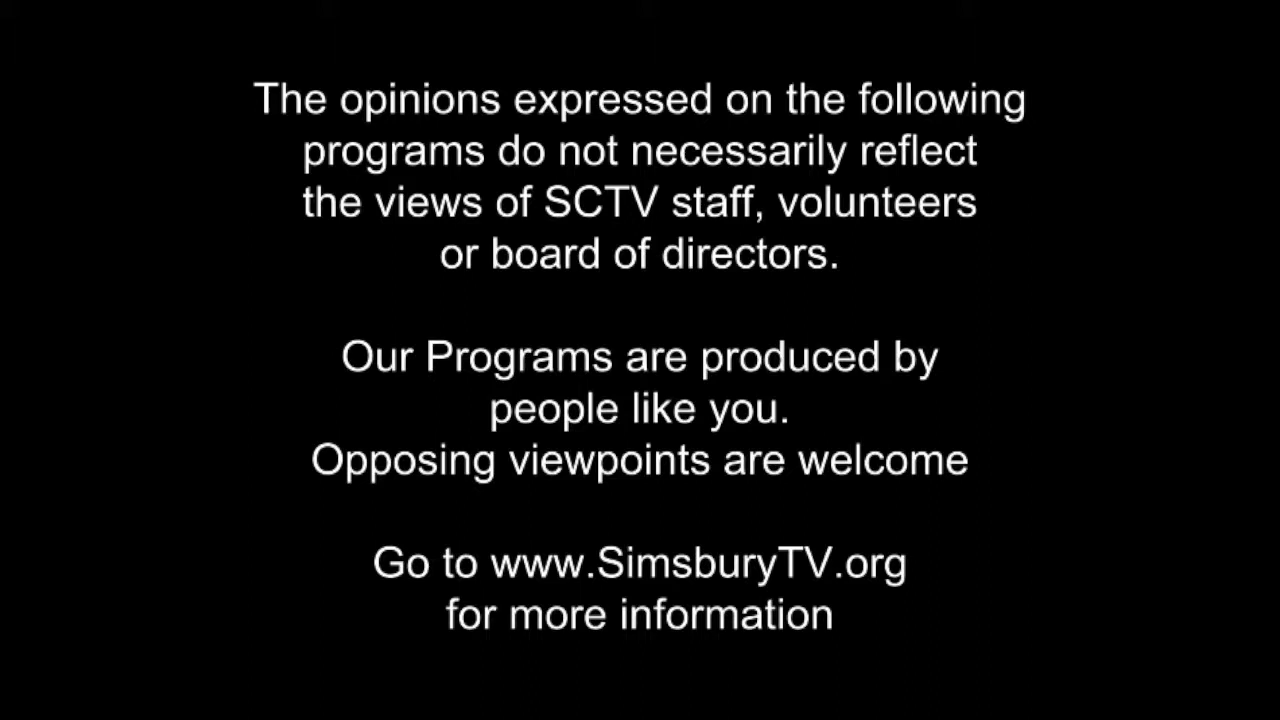 The opinions expressed on the following
programs do not necessarily reflect
the views of SCTV staff, volunteers
or board of directors.
Our Programs are produced by
people like you.
Opposing viewpoints are welcome
Go to www.SimsburyTV.org
for more information